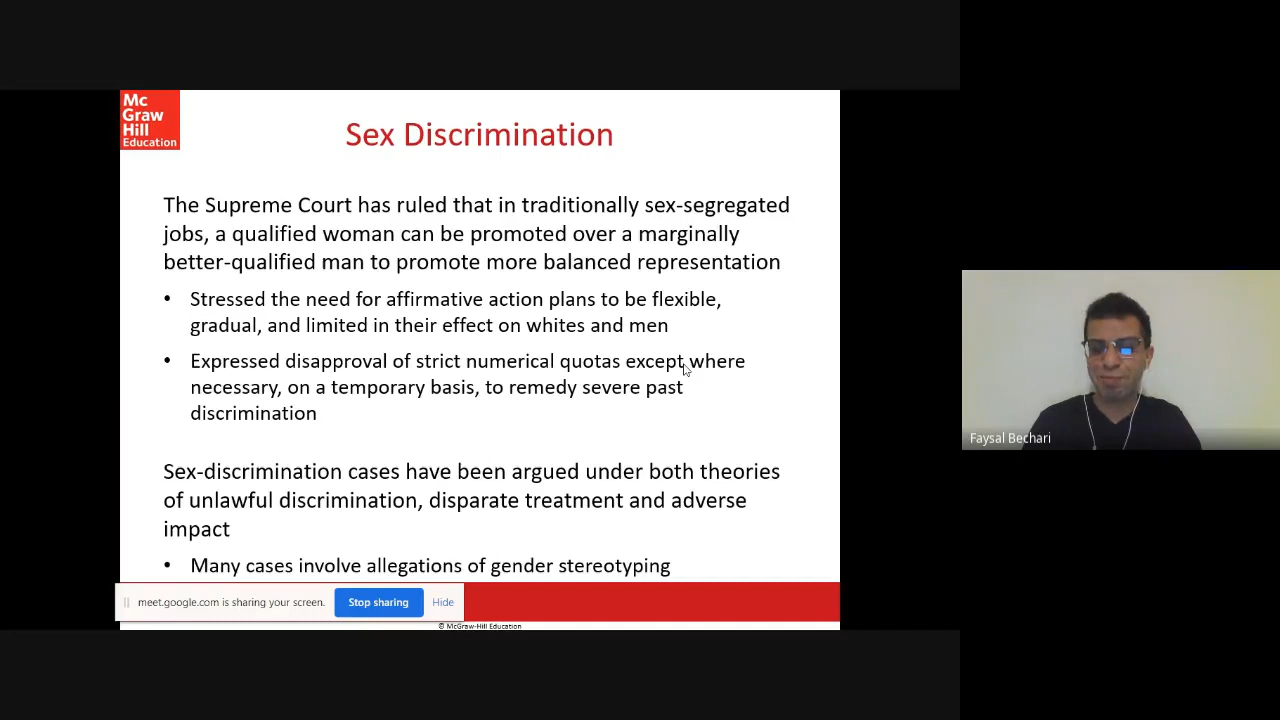 Mc
Graw
Hill
Education
Sex Discrimination
The Supreme Court has ruled that in traditionally sex-segregated
jobs, a qualified woman can be promoted over a marginally
better-qualified man to promote more balanced representation
• Stressed the need for affirmative action plans to be flexible,
gradual, and limited in their effect on whites and men
• Expressed disapproval of strict numerical quotas except where
necessary, on a temporary basis, to remedy severe past
discrimination
Sex-discrimination cases have been argued under both theories
of unlawful discrimination, disparate treatment and adverse
impact
• Many cases involve allegations of gender stereotyping
meet.google.com is sharing your screen.
Stop sharing
Hide
© McGraw-Hill Education
Faysal Bechari